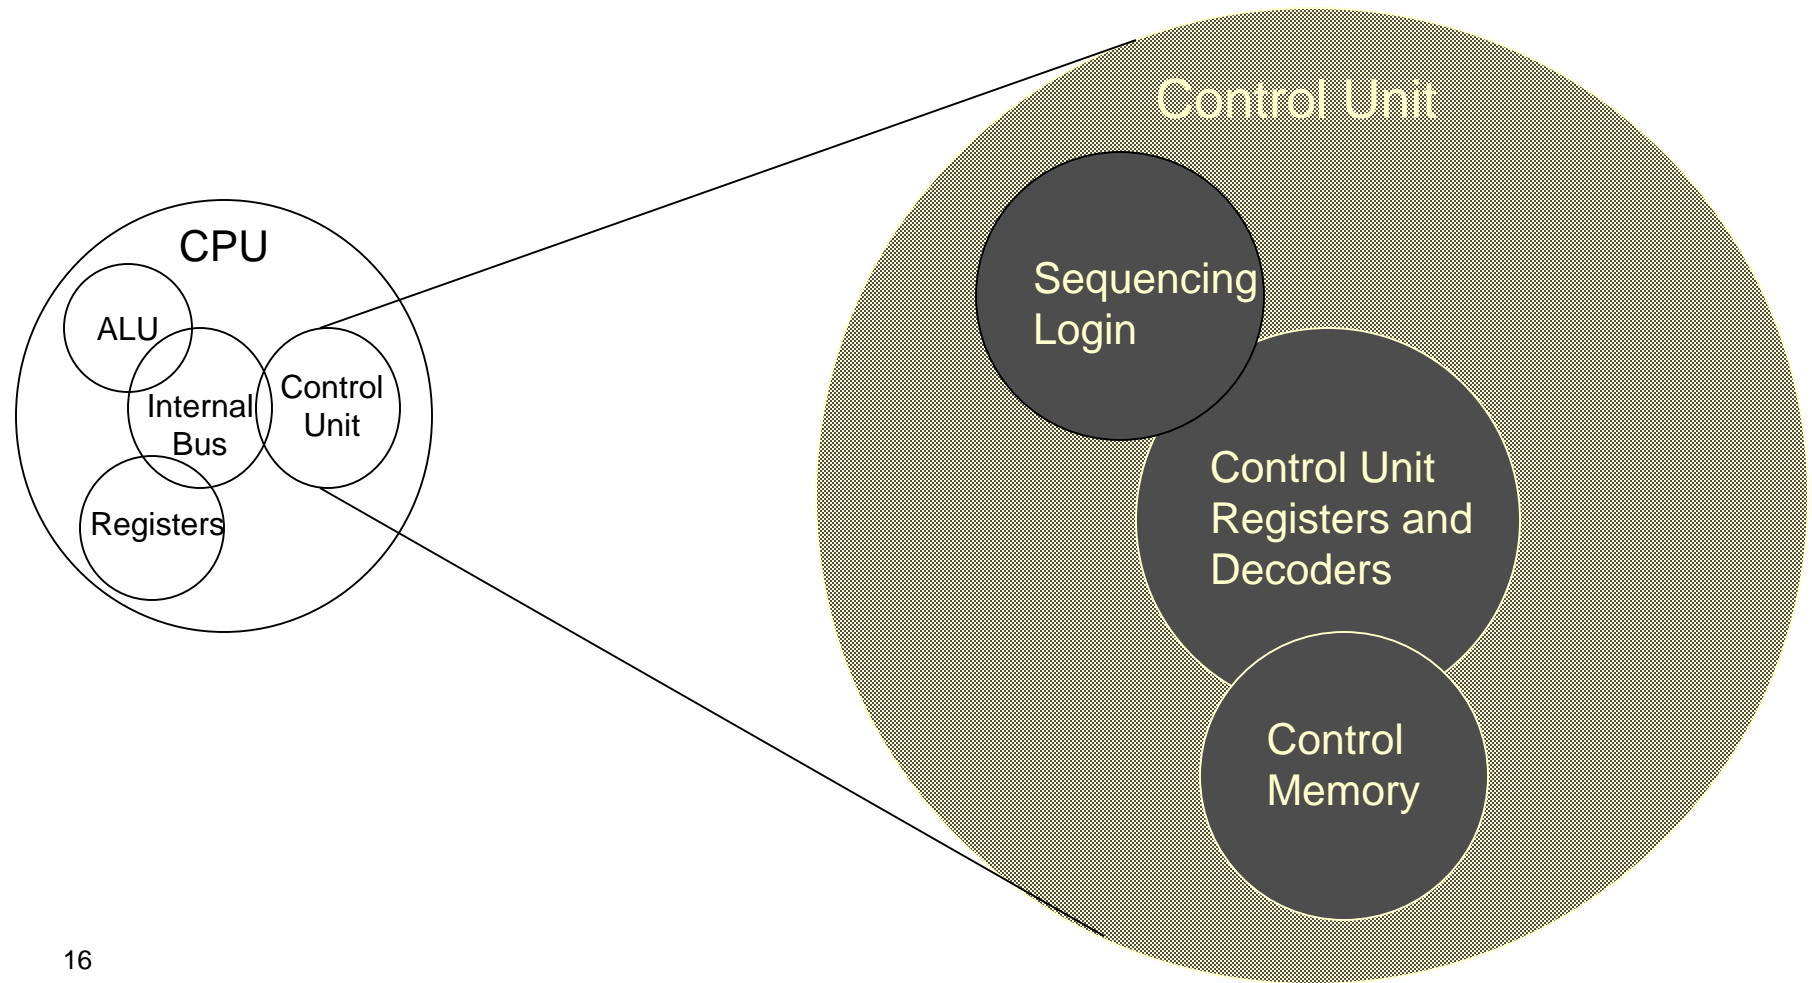 CPU
ALU
Internal
Bus
Control
Unit
Registers
Control Unit
Sequencing
Login
Control Unit
Registers and
Decoders
Control
Memory
16